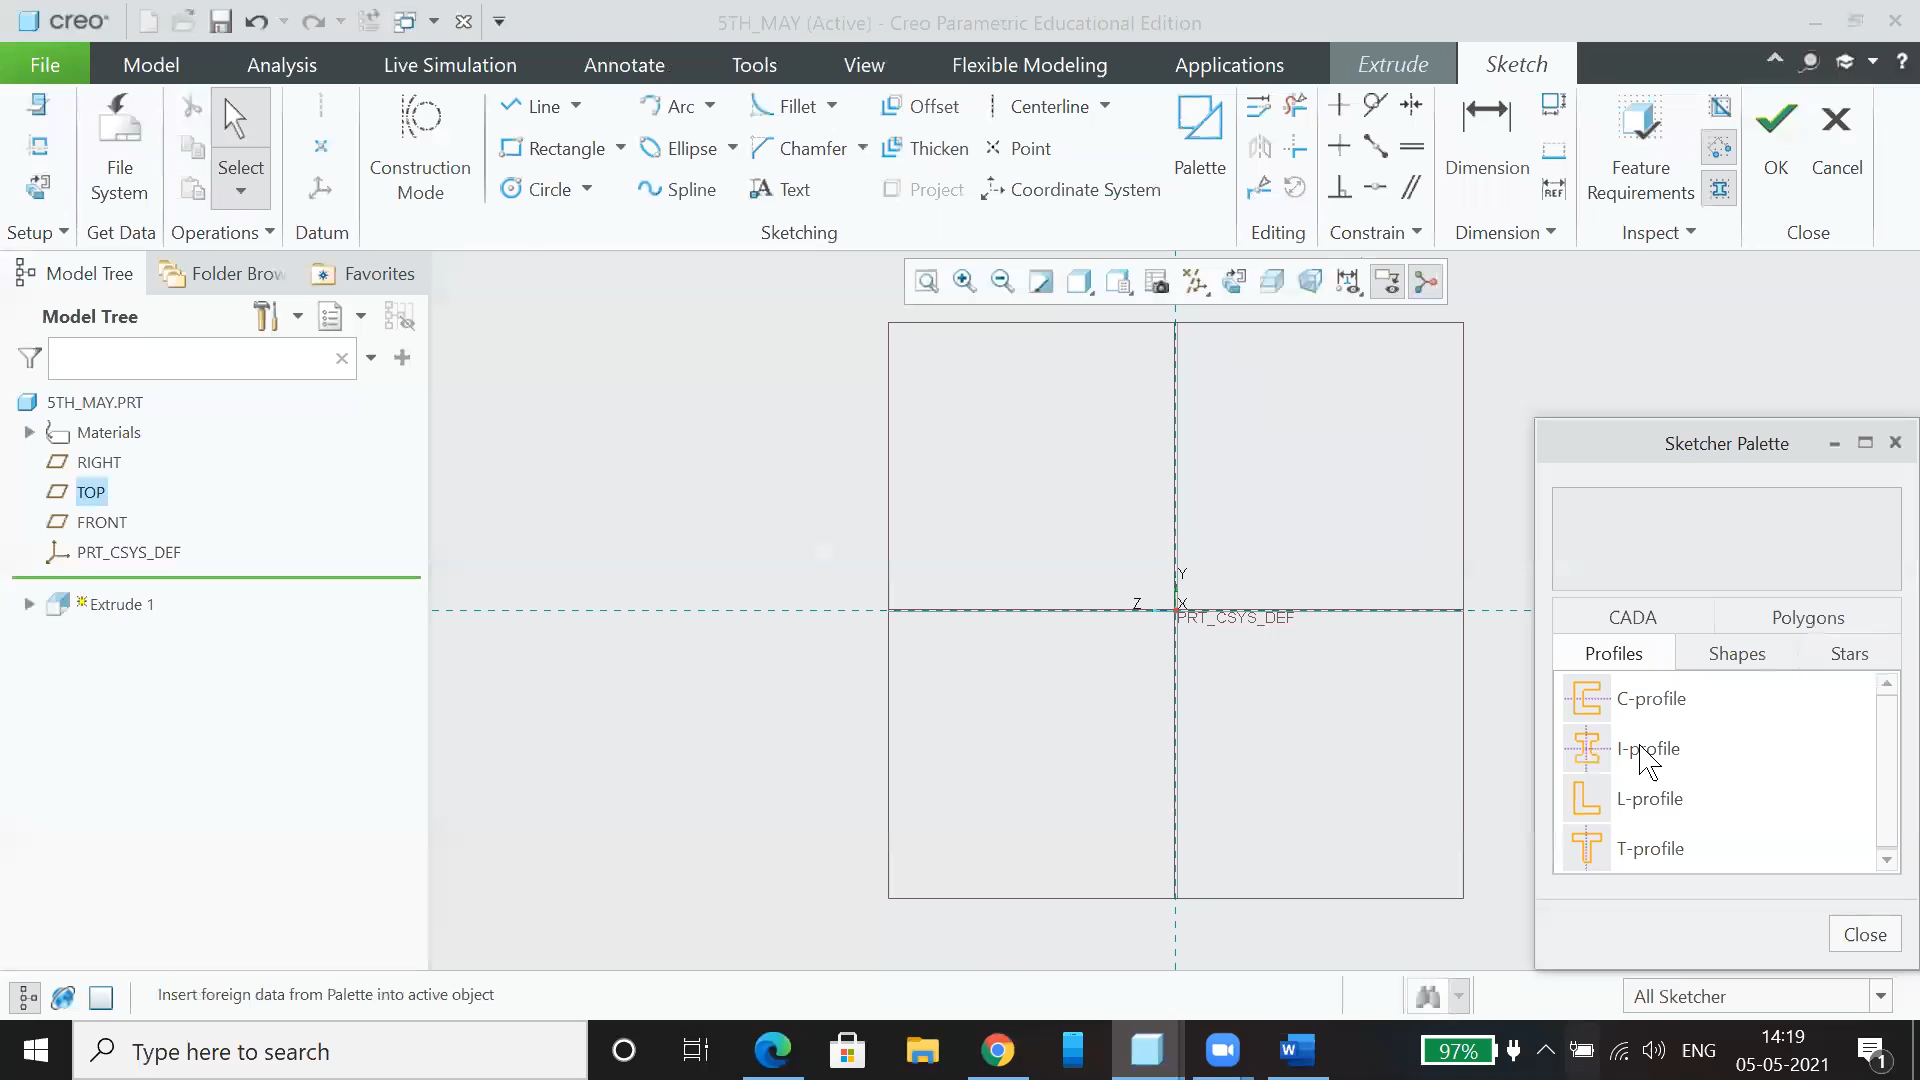 creo
5TH_MAY (Active) - Creo Parametric Educational Edition
File Model Analysis Live Simulation Annotate Tools View Flexible Modeling Applications Extrude Sketch
Line Arc Fillet Offset Centerline
Rectangle Ellipse Chamfer Thicken Point
Circle Spline Text Project Coordinate System
File System
Select
Construction Mode
Palette
Dimension
REF
Feature Requirements
OK Cancel
Setup Get Data Operations Datum Sketching Editing Constrain Dimension Inspect Close
Model Tree Folder Brow Favorites
Model Tree
5TH_MAY.PRT
Materials
RIGHT
TOP
FRONT
PRT_CSYS_DEF
Extrude 1
Y
Z X
PRT_CSYS_DEF
Sketcher Palette
CADA Polygons
Profiles Shapes Stars
C-profile
I-profile
L-profile
T-profile
Close
Insert foreign data from Palette into active object
All Sketcher
Type here to search
W
97%
ENG
14:19
05-05-2021
1